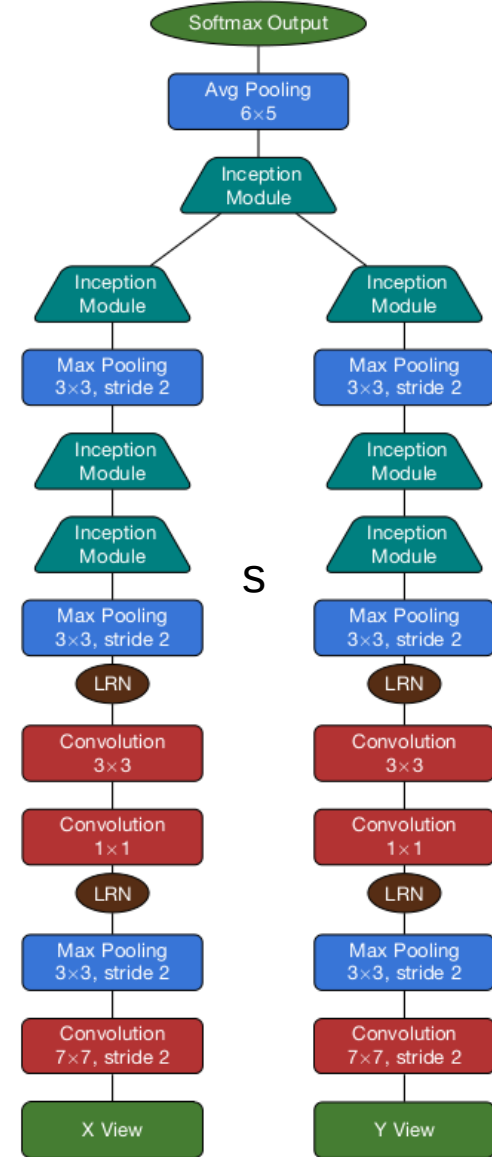 Softmax Output
Avg Pooling
6×5
Inception
Module
Inception
Module
Inception
Module
Max Pooling
3×3, stride 2
Max Pooling
3×3, stride 2
Inception
Module
Inception
Module
Inception
Module
Inception
Module
s
Max Pooling
3×3, stride 2
Max Pooling
3×3, stride 2
LRN
LRN
Convolution
3×3
Convolution
3×3
Convolution
1×1
Convolution
1×1
LRN
LRN
Max Pooling
3×3, stride 2
Max Pooling
3×3, stride 2
Convolution
7×7, stride 2
Convolution
7×7, stride 2
X View
Y View